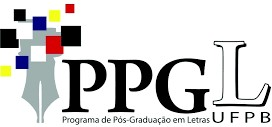 PPGL
Programa de Pós-Graduação em Letras
UFPB